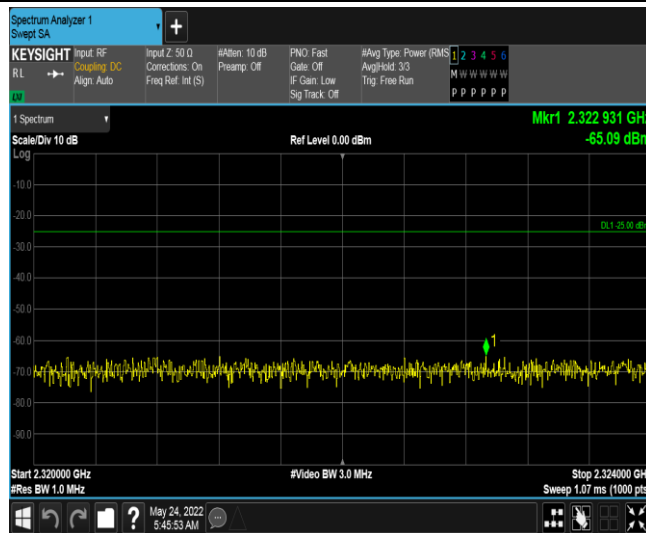 Spectrum Analyzer 1
Swept SA
+
KEYSIGHT
RL
Input: RF
Coupling: DC
Align: Auto
Input Z: 50 Ω
Corrections: On
Freq Ref: Int (S)
#Atten: 10 dB
Preamp: Off
PNO: Fast
Gate: Off
IF Gain: Low
Sig Track: Off
#Avg Type: Power (RMS
Avg|Hold: 3/3
Trig: Free Run
1 2 3 4 5 6
M W W W W W
P P P P P P
1 Spectrum
Mkr1 2.322 931 GHz
Scale/Div 10 dB
Ref Level 0.00 dBm
-65.09 dBm
Log
-10.0
-20.0
DL1 -25.00 dBm
-30.0
-40.0
-50.0
-60.0
1
-70.0
-80.0
-90.0
Start 2.320000 GHz
#Video BW 3.0 MHz
Stop 2.324000 GHz
#Res BW 1.0 MHz
Sweep 1.07 ms (1000 pts)
?
May 24, 2022
5:45:53 AM